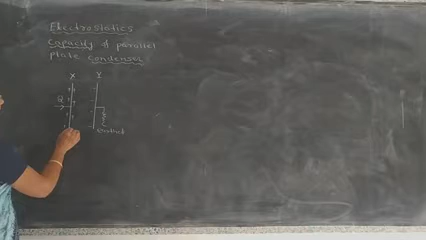 Electrostatics
Capacity of parallel
plate condenser
X Y
Q
Earthed